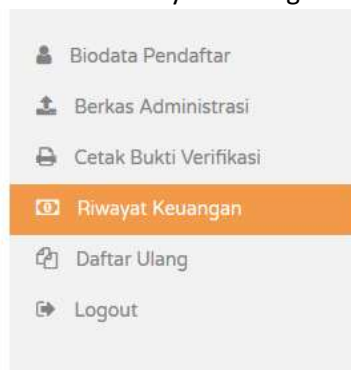 Biodata Pendaftar
Berkas Administrasi
Cetak Bukti Verifikasi
Riwayat Keuangan
Daftar Ulang
Logout